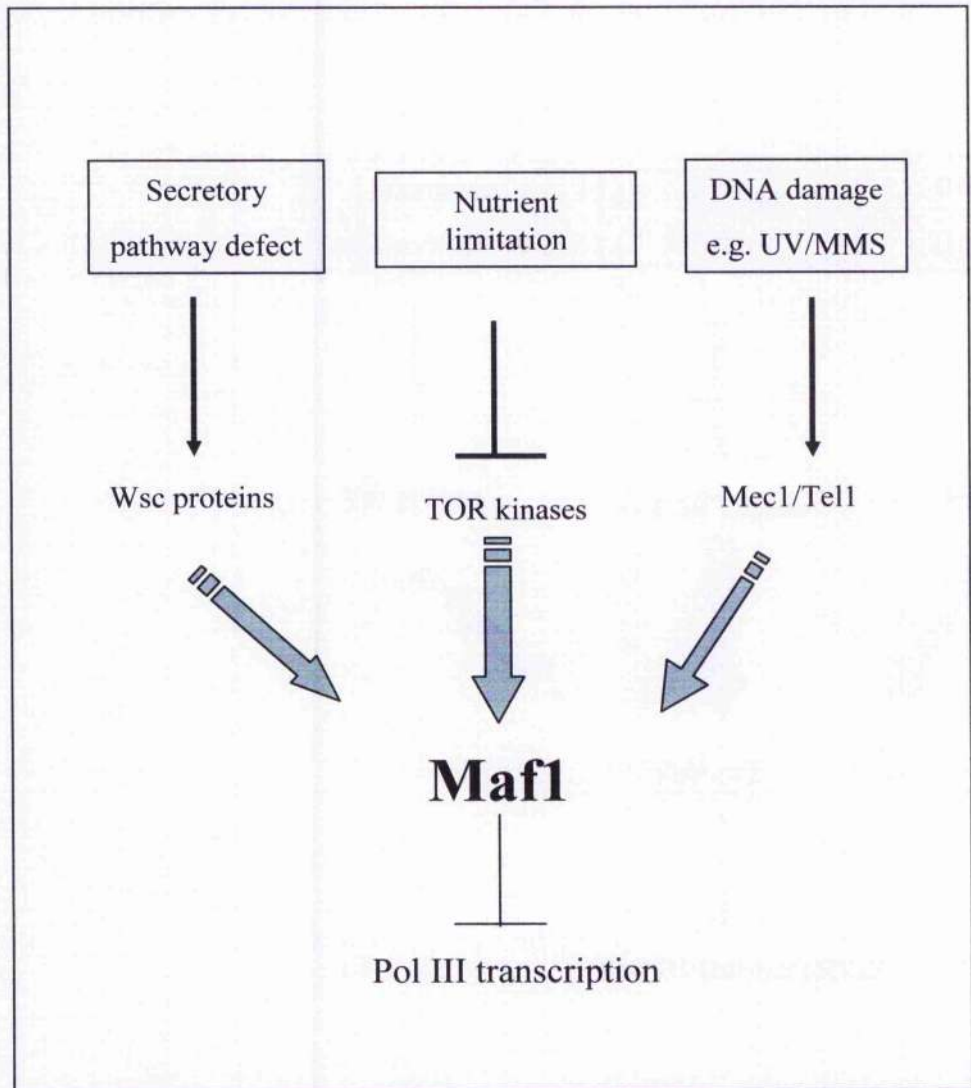 Secretory
pathway defect
Nutrient
limitation
DNA damage
e.g. UV/MMS
Wsc proteins
TOR kinases
Mec1/Tel1
Maf1
Pol III transcription